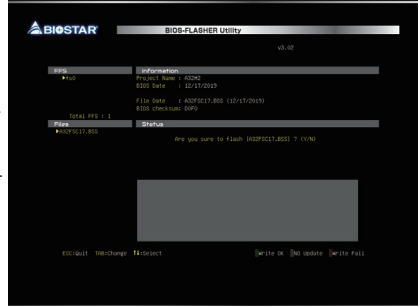 BIOSTAR
BIOS-FLASHER Utility
v3.02
FFS
▶fs0
Total FFS : 1
Information
Project Name : A32M2
BIOS Date : 12/17/2019
File Date : A32FSC17.BSS (12/17/2019)
BIOS checksum: D0F0
Files
▶A32FSC17.BSS
Status
Are you sure to flash (A32FSC17.BSS) ? (Y/N)
ESC:Quit TAB:Change ↑↓:Select
Write OK No Update Write Fail